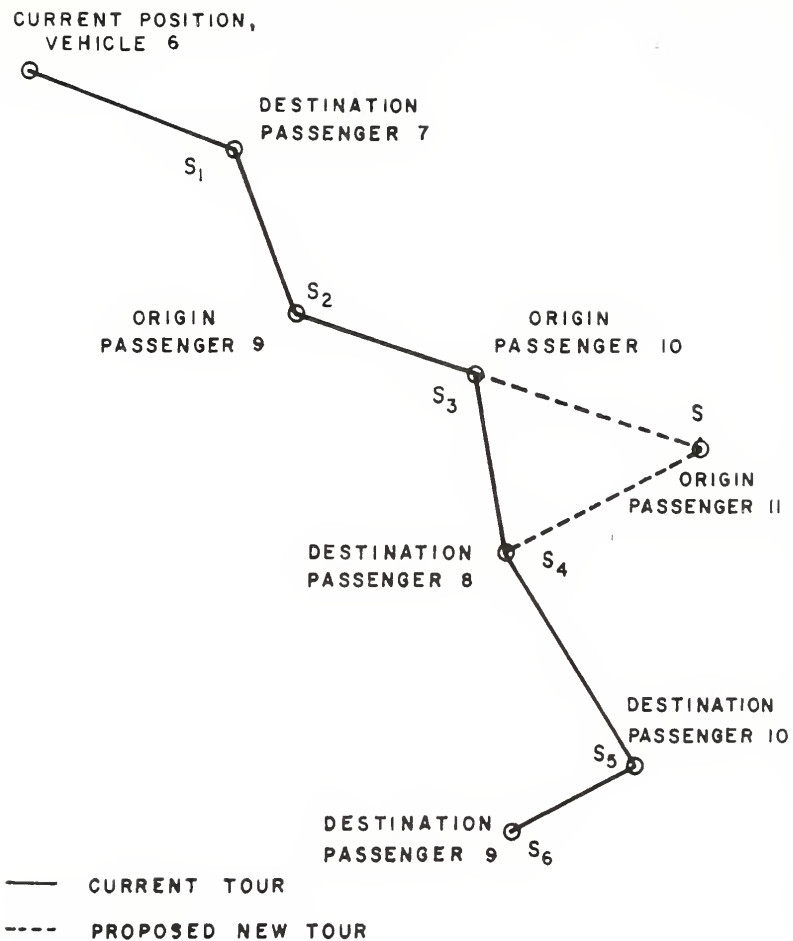 CURRENT POSITION,
VEHICLE 6
DESTINATION
PASSENGER 7
S1
S2
ORIGIN
PASSENGER 9
ORIGIN
PASSENGER 10
S3
S
ORIGIN
PASSENGER 11
DESTINATION
PASSENGER 8
S4
DESTINATION
PASSENGER 10
S5
DESTINATION
PASSENGER 9
S6
CURRENT TOUR
PROPOSED NEW TOUR